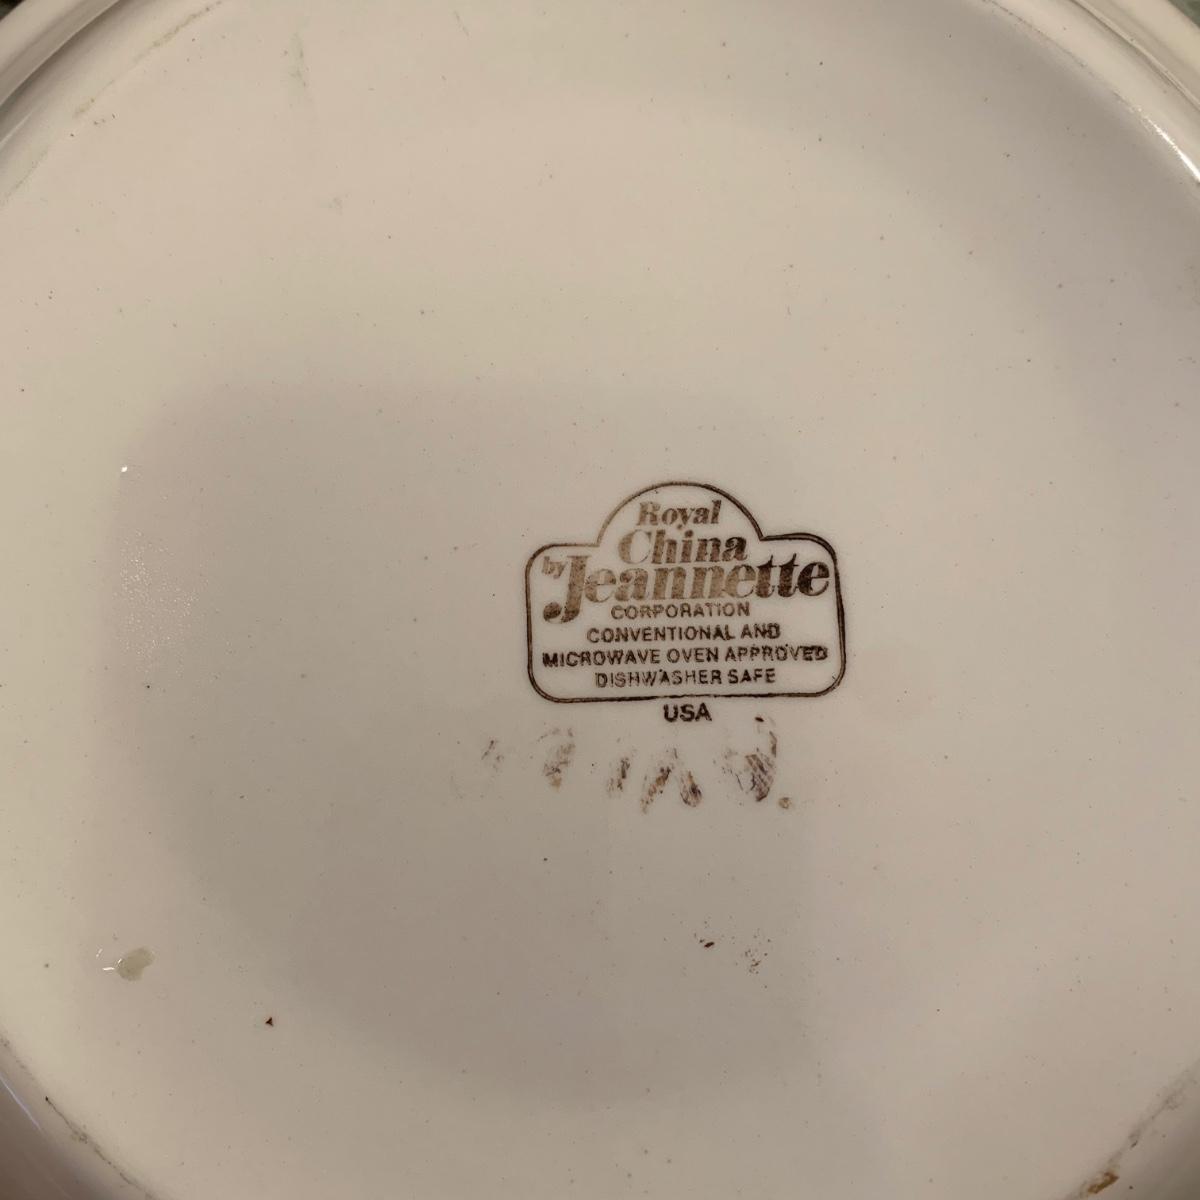 Royal
China
by Jeannette
CORPORATION
CONVENTIONAL AND
MICROWAVE OVEN APPROVED
DISHWASHER SAFE
USA